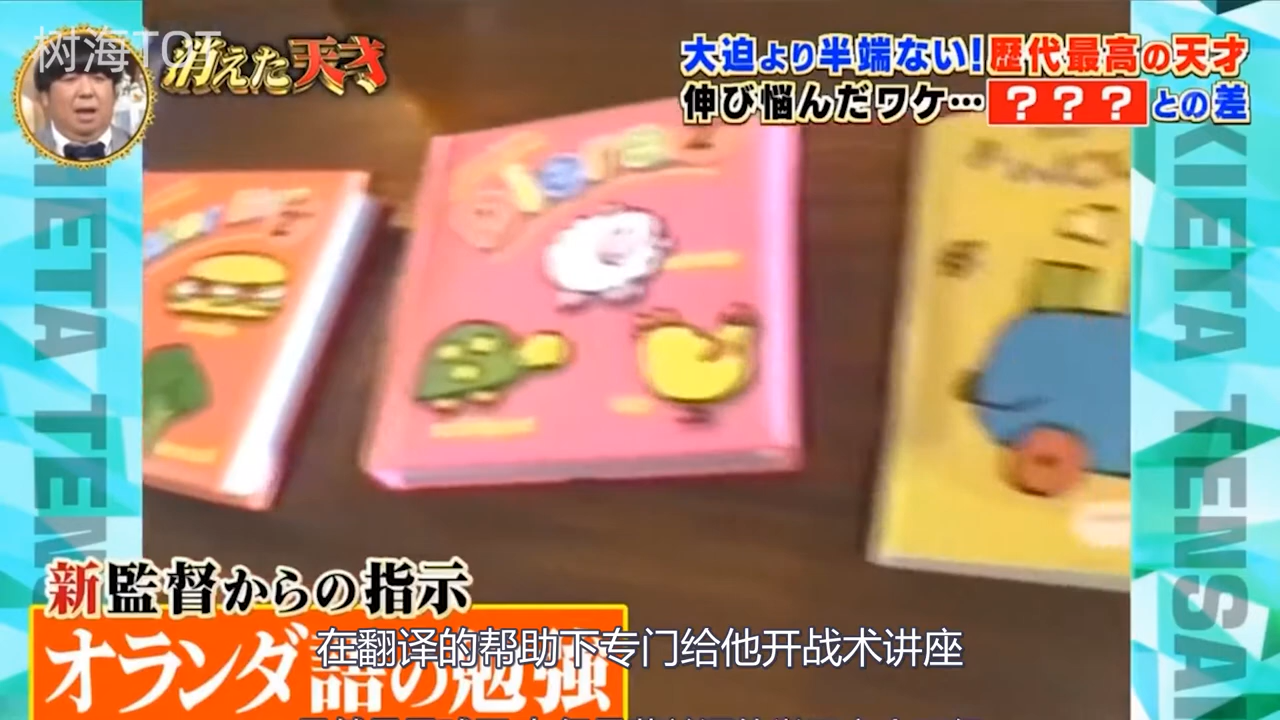 树海TOT
消えた天才
大迫より半端ない!歴代最高の天才
伸び悩んだワケ…???との差
KIETA TENSAI
新監督からの指示
オランダ語の勉強
在翻译的帮助下专门给他开战术讲座